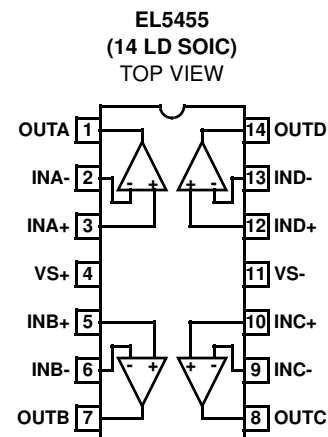 EL5455
(14 LD SOIC)
TOP VIEW
OUTA 1 14 OUTD
INA- 2 - + + - 13 IND-
INA+ 3 12 IND+
VS+ 4 11 VS-
INB+ 5 10 INC+
INB- 6 - + + - 9 INC-
OUTB 7 8 OUTC